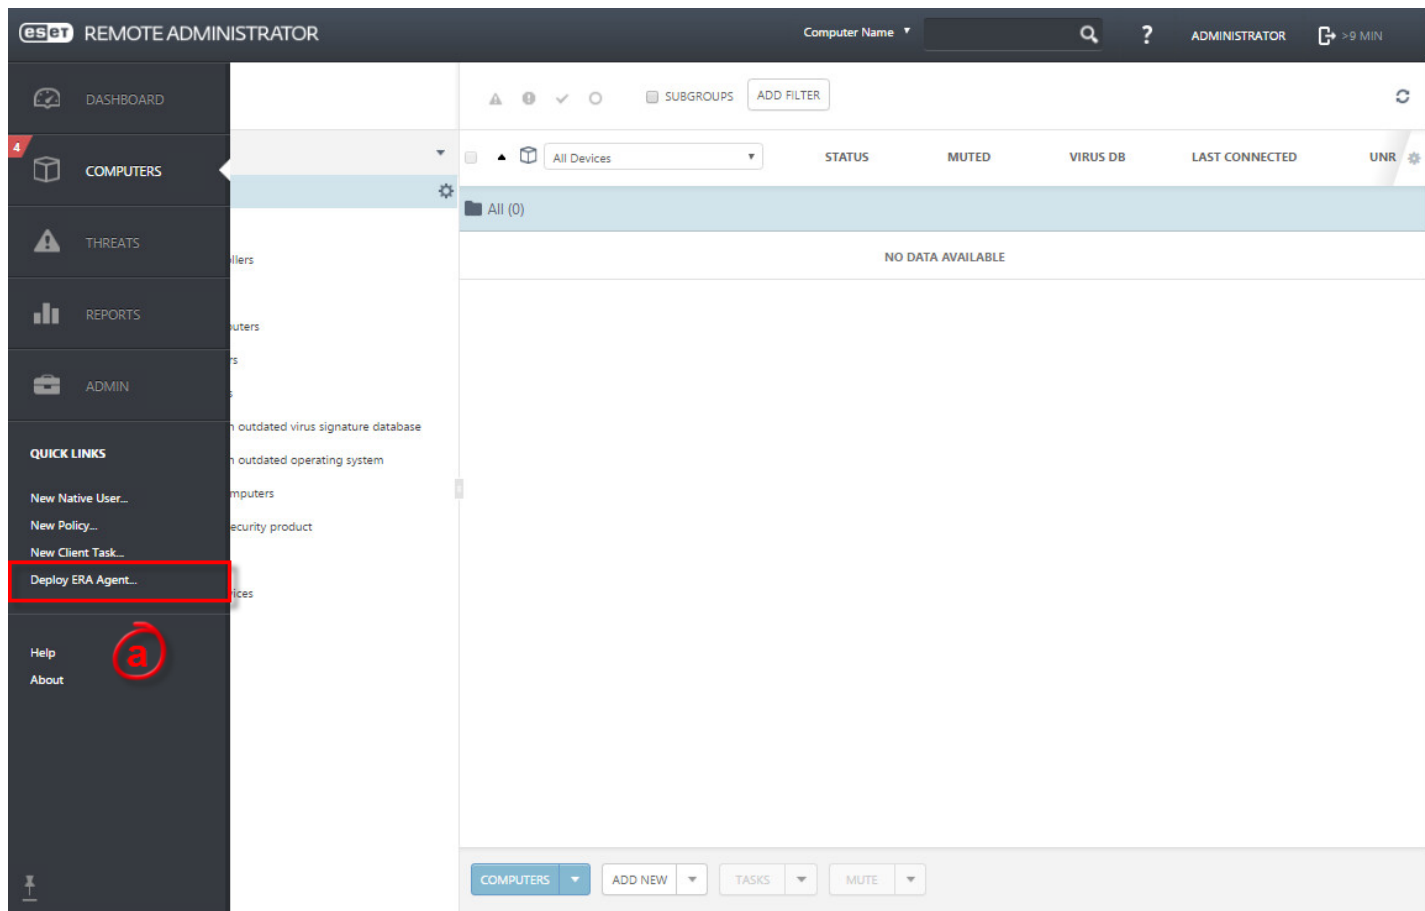 eset REMOTE ADMINISTRATOR
Computer Name
?
ADMINISTRATOR
>9 MIN
DASHBOARD
SUBGROUPS
ADD FILTER
4
COMPUTERS
All Devices
STATUS
MUTED
VIRUS DB
LAST CONNECTED
UNR
All (0)
THREATS
llers
NO DATA AVAILABLE
REPORTS
puters
rs
ADMIN
s
n outdated virus signature database
QUICK LINKS
n outdated operating system
New Native User...
mputers
New Policy...
ecurity product
New Client Task...
Deploy ERA Agent...
vices
Help
a
About
COMPUTERS
ADD NEW
TASKS
MUTE